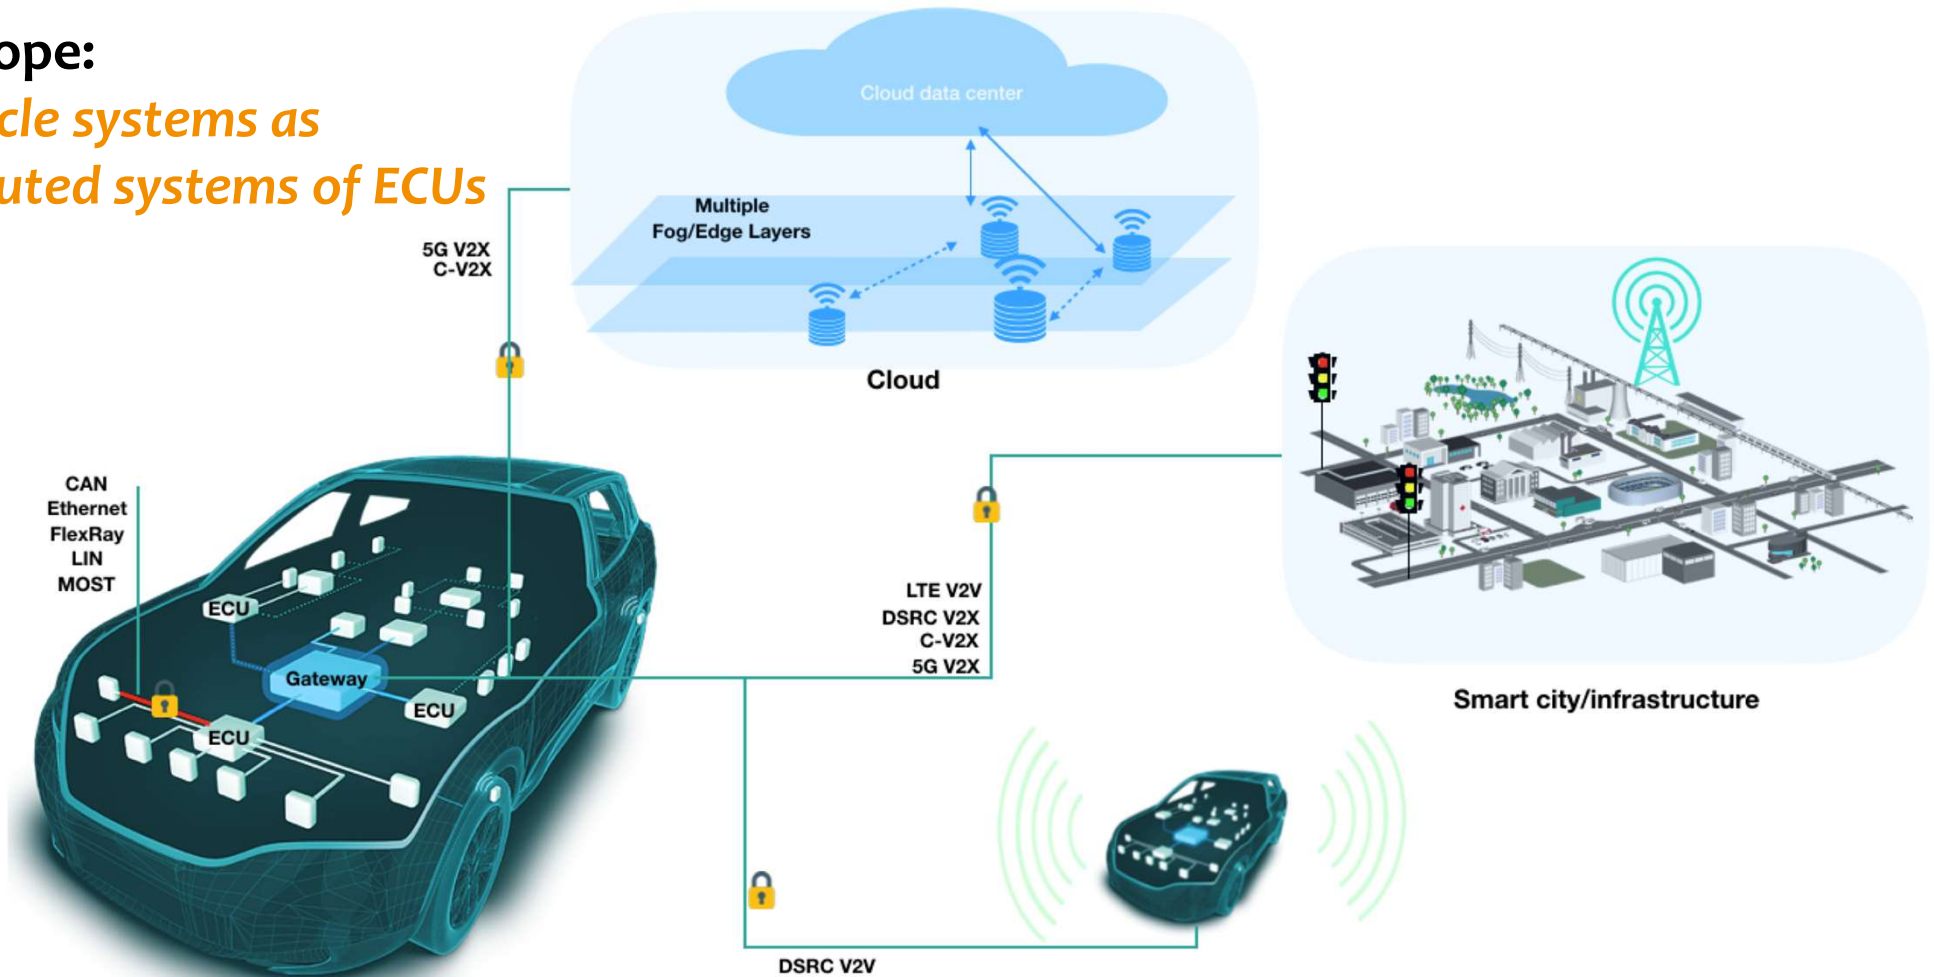 ope:
cle systems as
uted systems of ECUs
Cloud data center
Multiple
Fog/Edge Layers
5G V2X
C-V2X
Cloud
CAN
Ethernet
FlexRay
LIN
MOST
ECU
Gateway
ECU
ECU
LTE V2V
DSRC V2X
C-V2X
5G V2X
Smart city/infrastructure
DSRC V2V